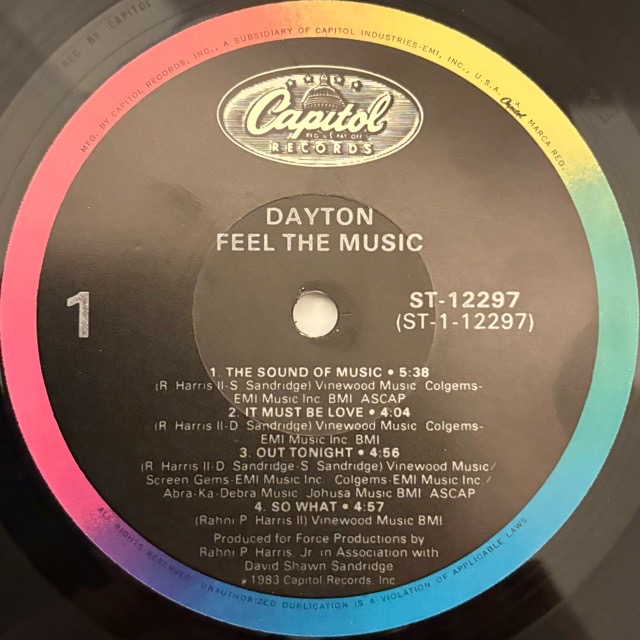 MFG. BY CAPITOL RECORDS, INC., A SUBSIDIARY OF CAPITOL INDUSTRIES-EMI, INC., U.S.A. Capitol MARCA REG.
Capitol
REG. U.S. PAT. OFF.
RECORDS
DAYTON
FEEL THE MUSIC
1
ST-12297
(ST-1-12297)
1. THE SOUND OF MUSIC • 5:38
(R. Harris II-S. Sandridge) Vinewood Music Colgems-
EMI Music Inc. BMI ASCAP
2. IT MUST BE LOVE • 4:04
(R. Harris II-D. Sandridge) Vinewood Music Colgems-
EMI Music Inc. BMI
3. OUT TONIGHT • 4:56
(R. Harris II-D. Sandridge-S. Sandridge) Vinewood Music/
Screen Gems-EMI Music Inc. Colgems-EMI Music Inc./
Abra-Ka-Debra Music Johusa Music BMI ASCAP
4. SO WHAT • 4:57
(Rahni P. Harris II) Vinewood Music BMI
Produced for Force Productions by
Rahni P. Harris, Jr. in Association with
David Shawn Sandridge
1983 Capitol Records, Inc.
ALL RIGHTS RESERVED. UNAUTHORIZED DUPLICATION IS A VIOLATION OF APPLICABLE LAWS.